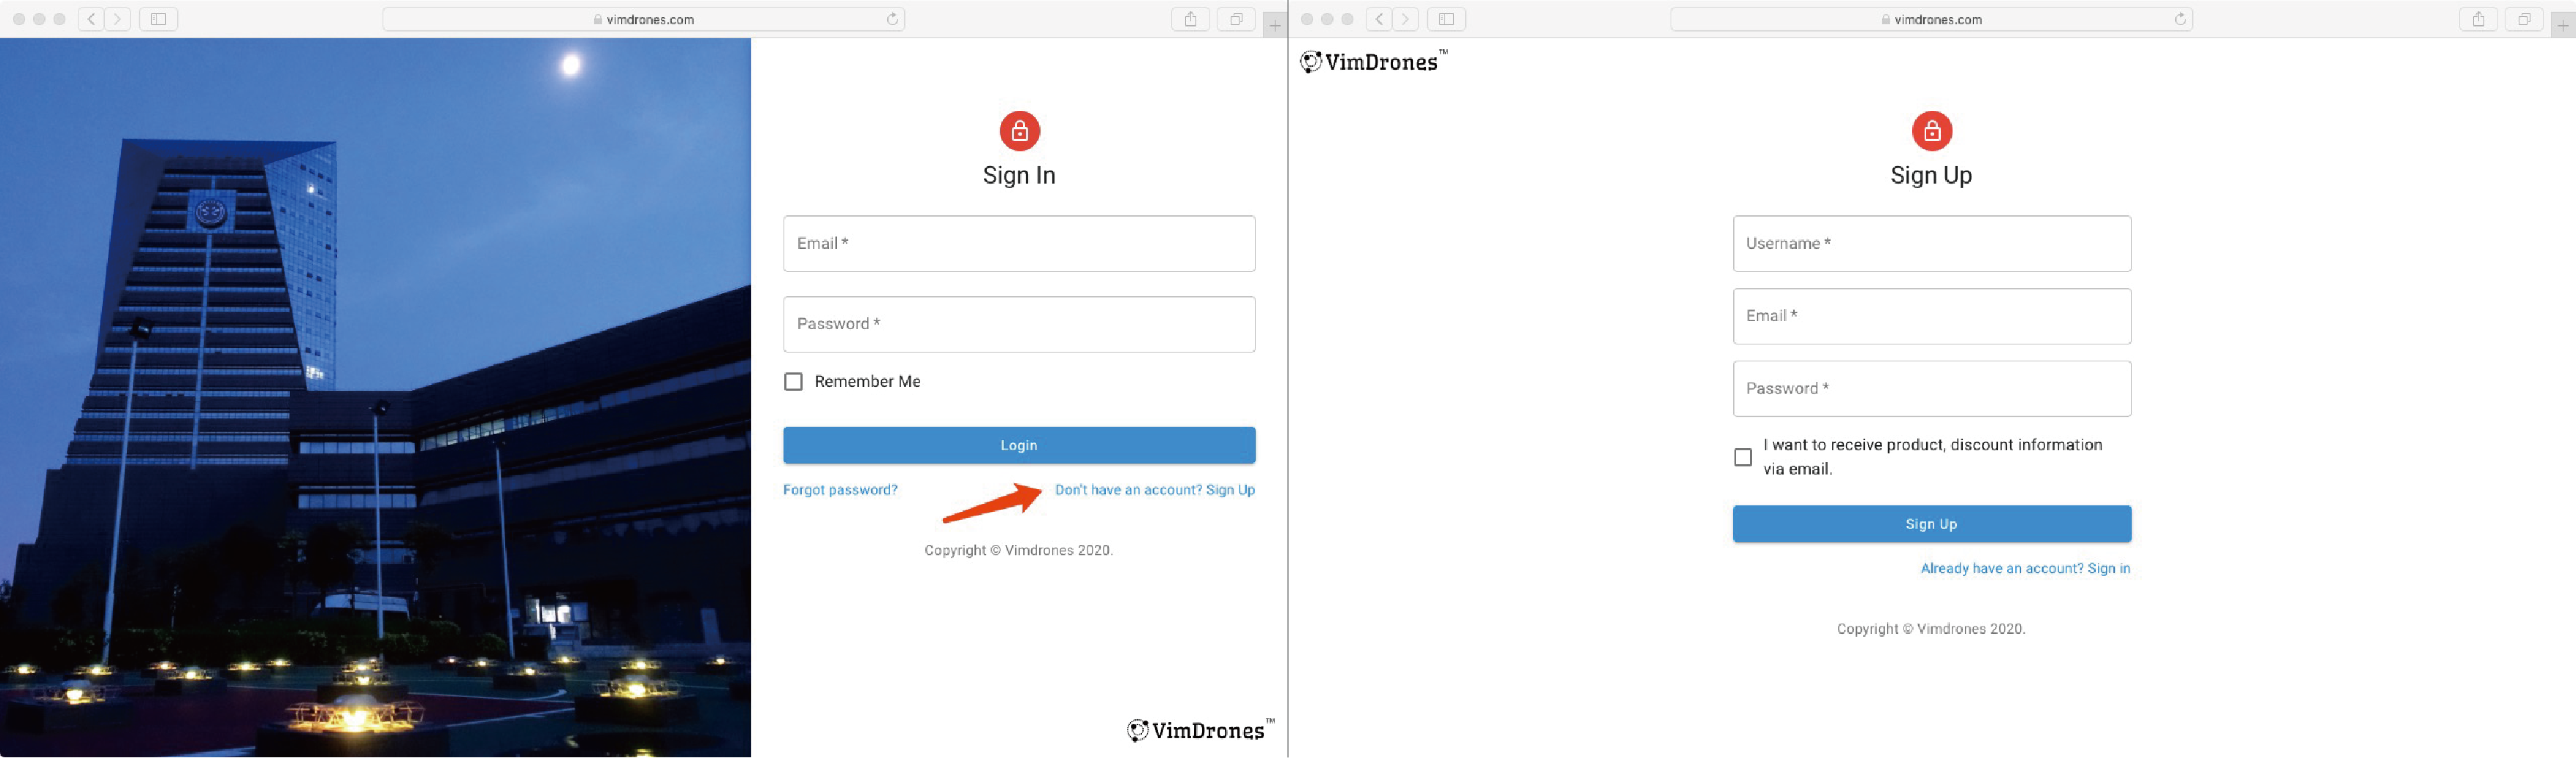 vimdrones.com
Sign In
Email *
Password *
Remember Me
Login
Forgot password?
Don't have an account? Sign Up
Copyright © Vimdrones 2020.
VimDrones™
vimdrones.com
VimDrones™
Sign Up
Username *
Email *
Password *
I want to receive product, discount information
via email.
Sign Up
Already have an account? Sign in
Copyright © Vimdrones 2020.